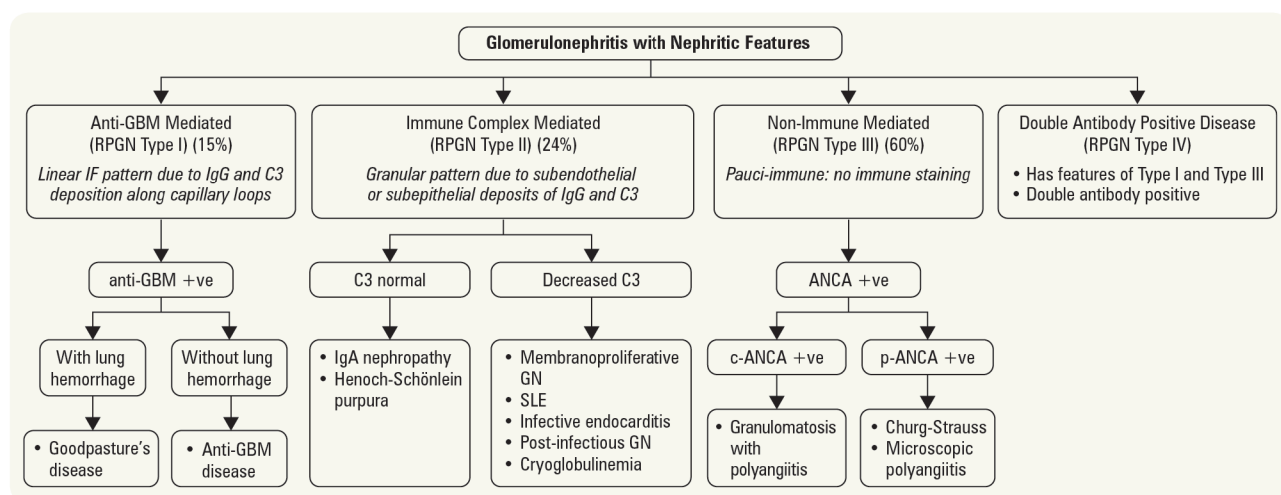 Glomerulonephritis with Nephritic Features
Anti-GBM Mediated
(RPGN Type I) (15%)
Linear IF pattern due to IgG and C3
deposition along capillary loops
Immune Complex Mediated
(RPGN Type II) (24%)
Granular pattern due to subendothelial
or subepithelial deposits of IgG and C3
Non-Immune Mediated
(RPGN Type III) (60%)
Pauci-immune: no immune staining
Double Antibody Positive Disease
(RPGN Type IV)
• Has features of Type I and Type III
• Double antibody positive
anti-GBM +ve
C3 normal
Decreased C3
ANCA +ve
With lung
hemorrhage
Without lung
hemorrhage
• IgA nephropathy
• Henoch-Schönlein
purpura
• Membranoproliferative
GN
• SLE
• Infective endocarditis
• Post-infectious GN
• Cryoglobulinemia
c-ANCA +ve
p-ANCA +ve
• Goodpasture's
disease
• Anti-GBM
disease
• Granulomatosis
with
polyangiitis
• Churg-Strauss
• Microscopic
polyangiitis